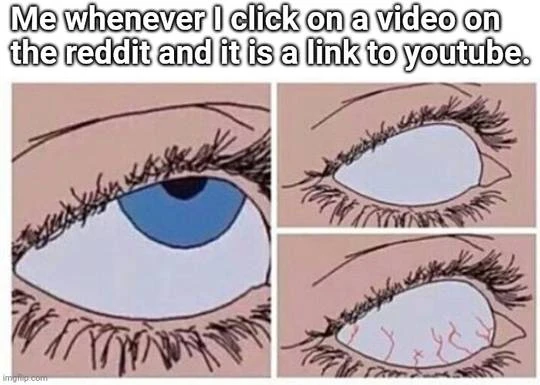 Me whenever I click on a video on
the reddit and it is a link to youtube.
imgflip.com